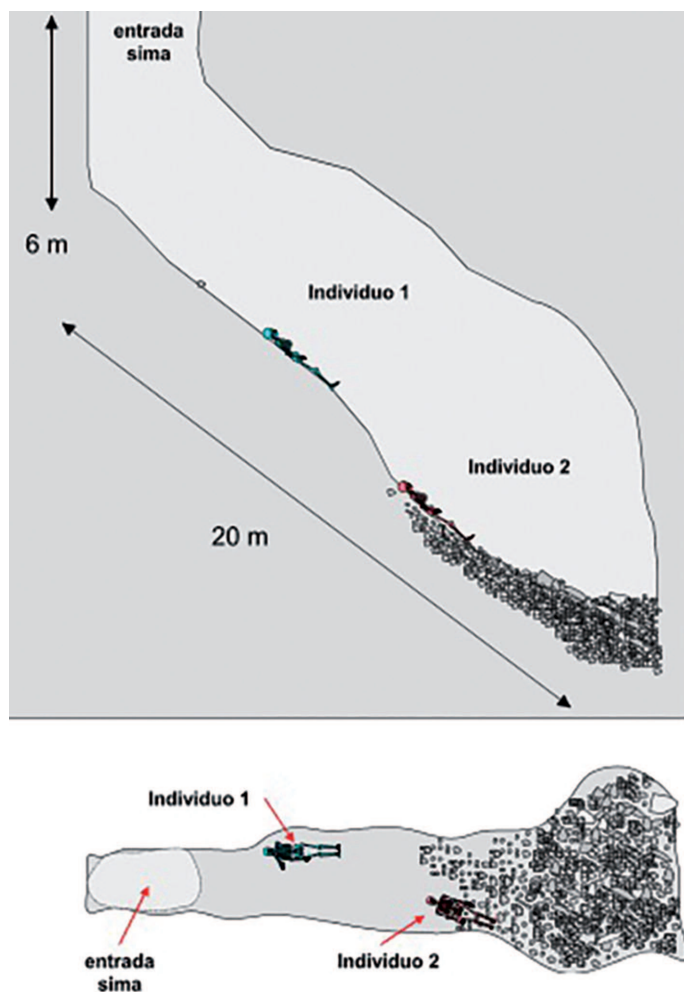 entrada
sima
6 m
Individuo 1
Individuo 2
20 m
Individuo 1
entrada
sima
Individuo 2